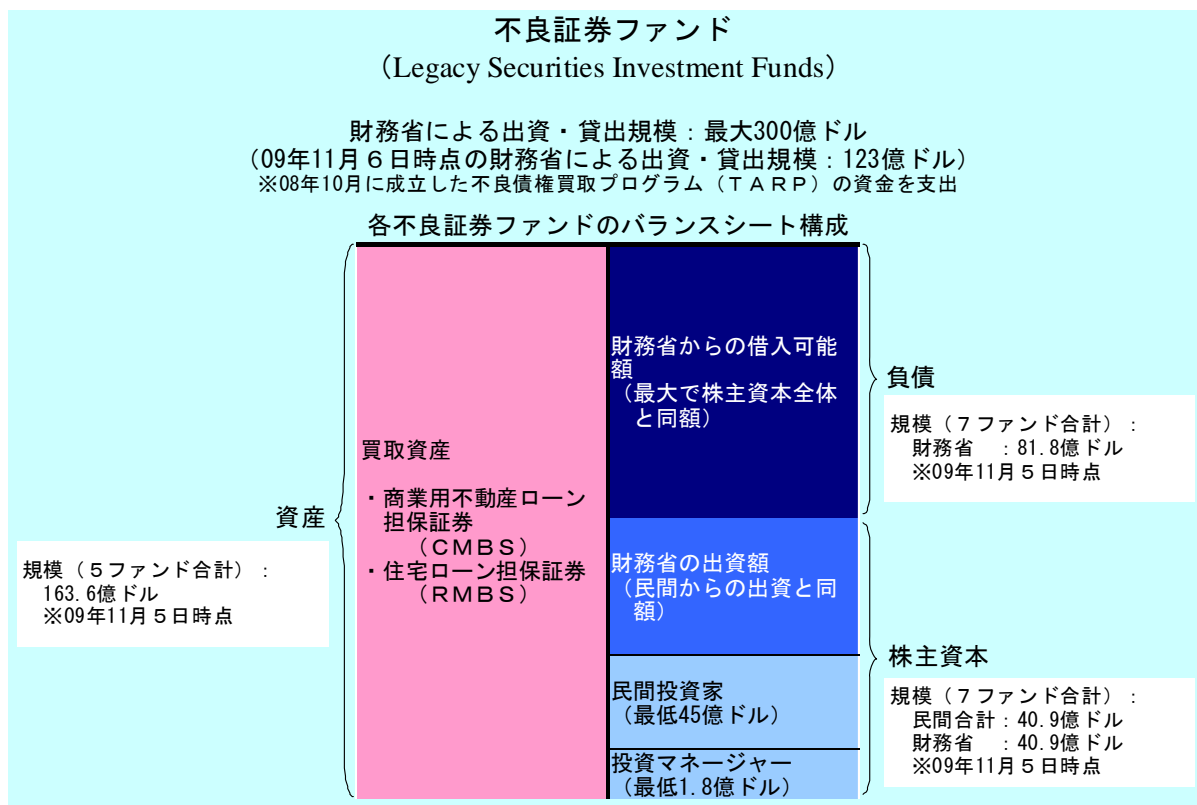 不良証券ファンド
（Legacy Securities Investment Funds）
財務省による出資・貸出規模：最大300億ドル
（09年11月６日時点の財務省による出資・貸出規模：123億ドル）
※08年10月に成立した不良債権買取プログラム（ＴＡＲＰ）の資金を支出
各不良証券ファンドのバランスシート構成
資産
規模（５ファンド合計）：
163.6億ドル
※09年11月５日時点
買取資産
・商業用不動産ローン
担保証券
（ＣＭＢＳ）
・住宅ローン担保証券
（ＲＭＢＳ）
財務省からの借入可能
額
（最大で株主資本全体
と同額）
財務省の出資額
（民間からの出資と同
額）
民間投資家
（最低45億ドル）
投資マネージャー
（最低1.8億ドル）
負債
規模（７ファンド合計）：
財務省　：81.8億ドル
※09年11月５日時点
株主資本
規模（７ファンド合計）：
民間合計：40.9億ドル
財務省　：40.9億ドル
※09年11月５日時点